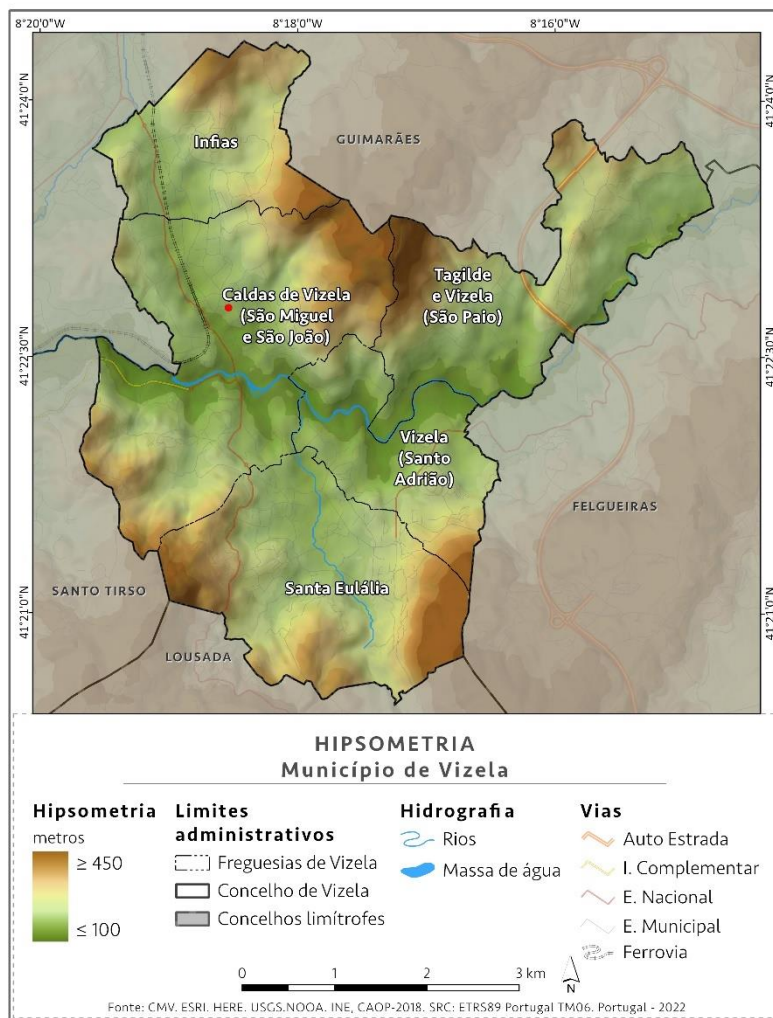 8°20'0"W 8°18'0"W 8°16'0"W
41°24'0"N 41°24'0"N
Infias
GUIMARÃES
Tagilde
e Vizela
(São Paio)
Caldas de Vizela
(São Miguel
e São João)
41°22'30"N 41°22'30"N
Vizela
(Santo
Adrião)
FELGUEIRAS
Santa Eulália
SANTO TIRSO
41°21'0"N 41°21'0"N
LOUSADA
HIPSOMETRIA
Município de Vizela
Hipsometria
metros
≥ 450
≤ 100
Limites
administrativos
Freguesias de Vizela
Concelho de Vizela
Concelhos limítrofes
Hidrografia
Rios
Massa de água
Vias
Auto Estrada
I. Complementar
E. Nacional
E. Municipal
Ferrovia
0 1 2 3 km
N
Fonte: CMV. ESRI. HERE. USGS.NOOA. INE, CAOP-2018. SRC: ETRS89 Portugal TM06. Portugal - 2022